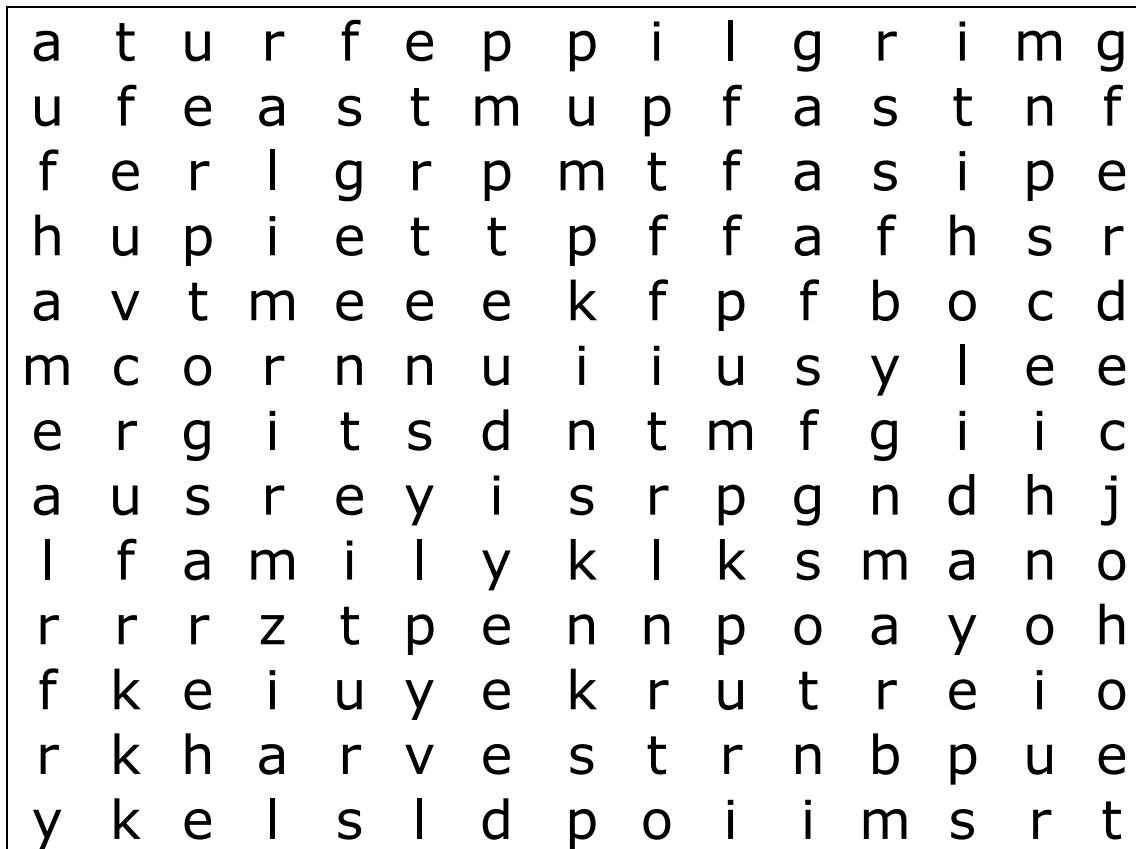 a t u r f e p p i l g r i m g
u f e a s t m u p f a s t n f
f e r l g r p m t f a s i p e
h u p i e t t p f f a f h s r
a v t m e e e k f p f b o c d
m c o r n n u i i u s y l e e
e r g i t s d n t m f g i i c
a u s r e y i s r p g n d h j
l f a m i l y k l k s m a n o
r r r z t p e n n p o a y o h
f k e i u y e k r u t r e i o
r k h a r v e s t r n b p u e
y k e l s l d p o i i m s r t